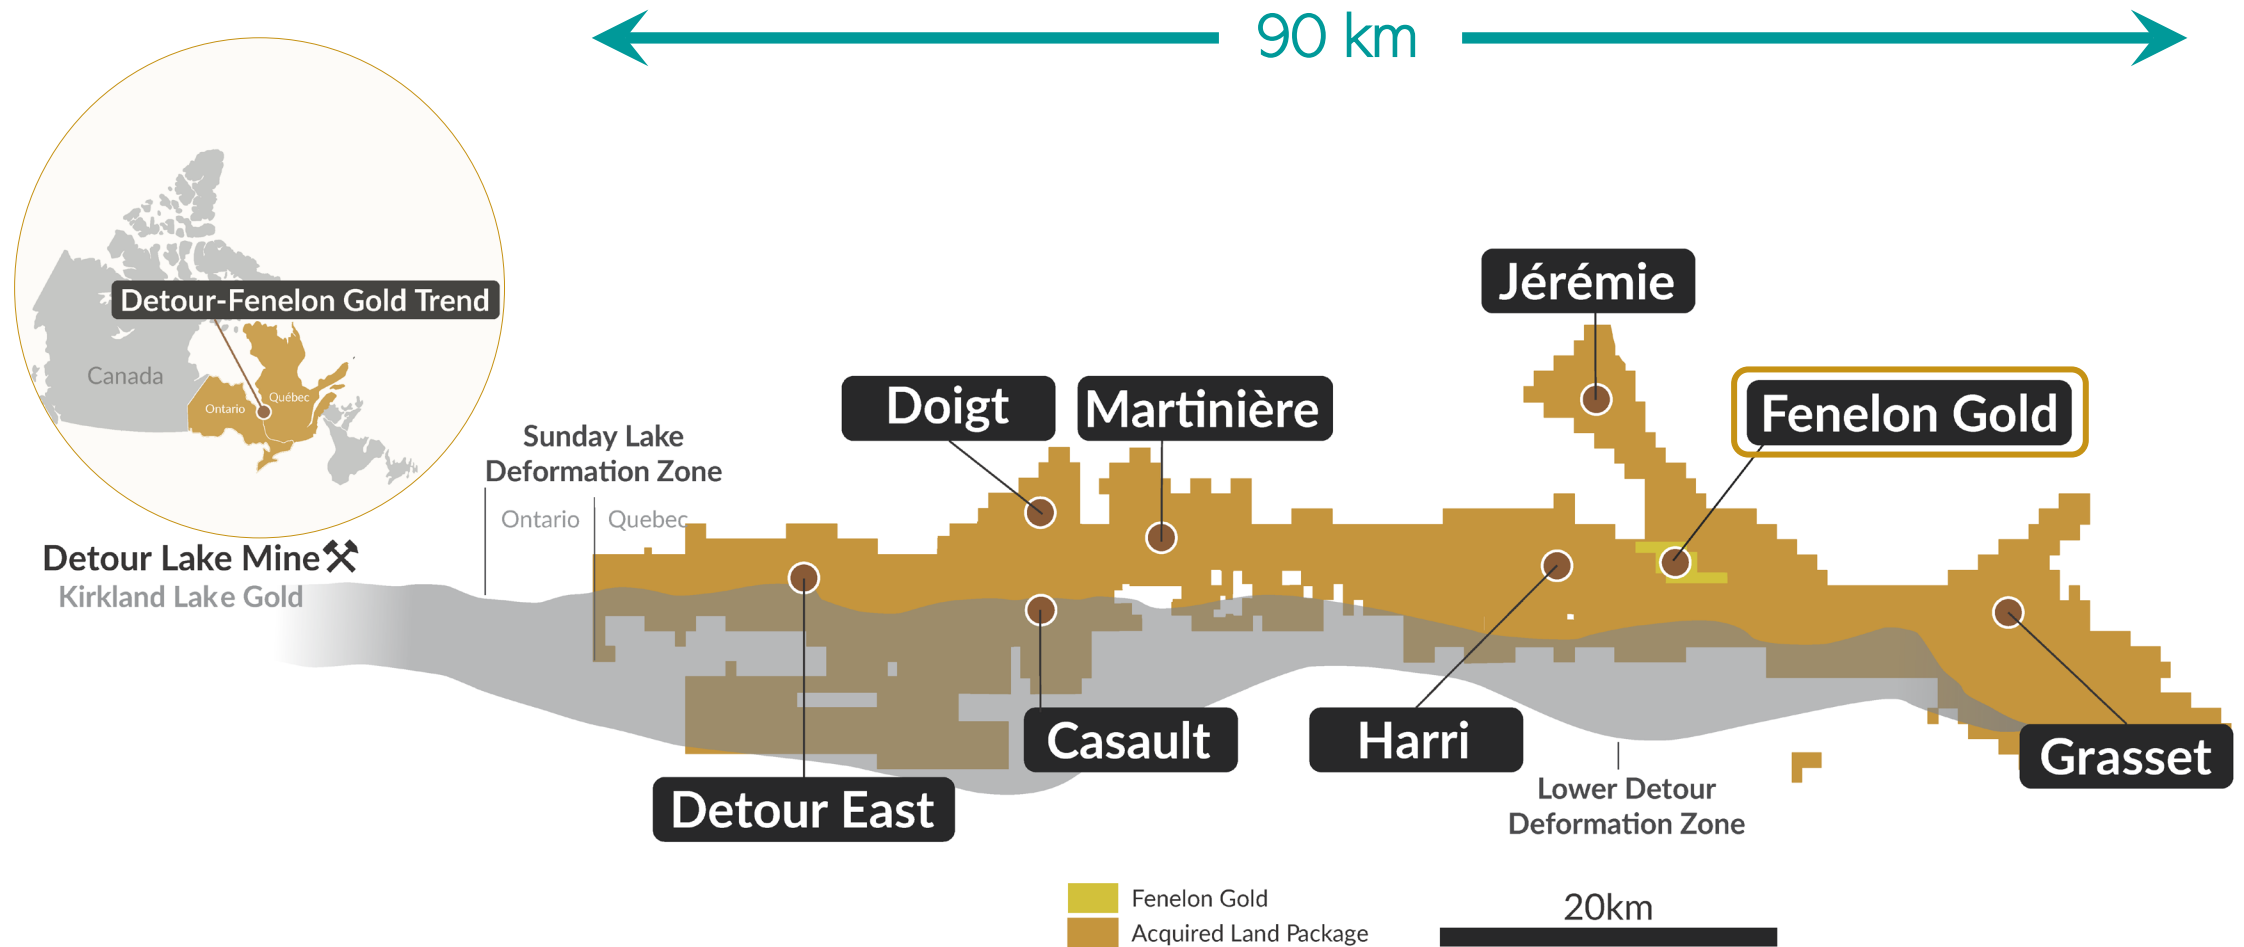 90 km
Detour-Fenelon Gold Trend
Canada
Ontario
Québec
Jérémie
Doigt
Martinière
Fenelon Gold
Sunday Lake
Deformation Zone
Ontario
Quebec
Detour Lake Mine
Kirkland Lake Gold
Casault
Harri
Grasset
Detour East
Lower Detour
Deformation Zone
Fenelon Gold
Acquired Land Package
20km